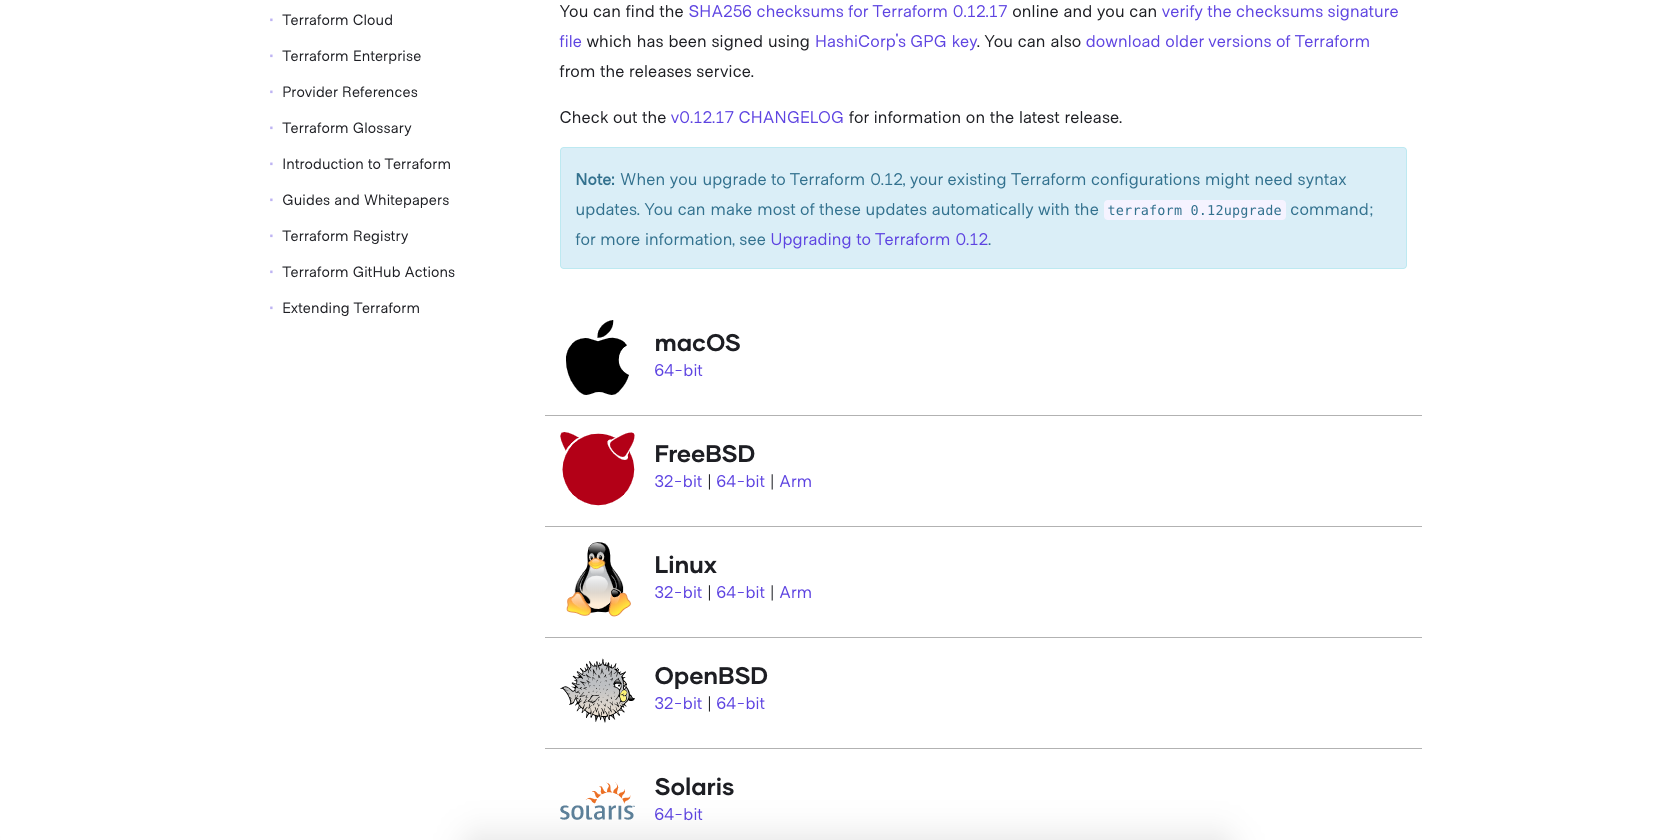 Terraform Cloud
Terraform Enterprise
Provider References
Terraform Glossary
Introduction to Terraform
Guides and Whitepapers
Terraform Registry
Terraform GitHub Actions
Extending Terraform
You can find the SHA256 checksums for Terraform 0.12.17 online and you can verify the checksums signature
file which has been signed using HashiCorp's GPG key. You can also download older versions of Terraform
from the releases service.
Check out the v0.12.17 CHANGELOG for information on the latest release.
Note: When you upgrade to Terraform 0.12, your existing Terraform configurations might need syntax
updates. You can make most of these updates automatically with the terraform 0.12upgrade command;
for more information, see Upgrading to Terraform 0.12.
macOS
64-bit
FreeBSD
32-bit | 64-bit | Arm
Linux
32-bit | 64-bit | Arm
OpenBSD
32-bit | 64-bit
solaris
Solaris
64-bit